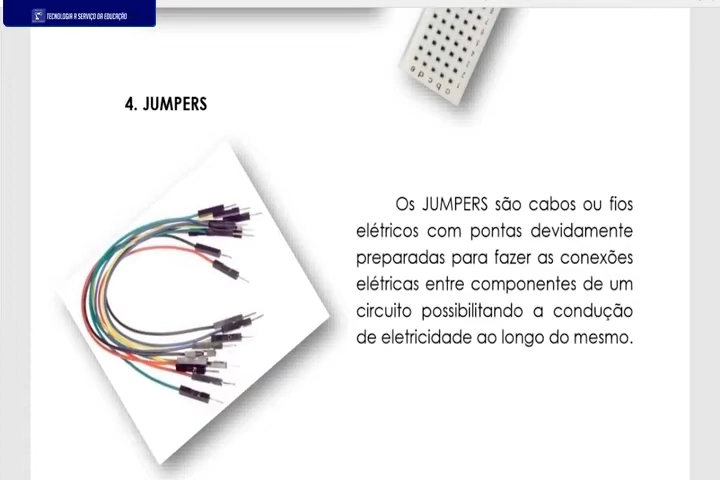 TECNOLOGIA A SERVIÇO DA EDUCAÇÃO
4. JUMPERS
Os JUMPERS são cabos ou fios
elétricos com pontas devidamente
preparadas para fazer as conexões
elétricas entre componentes de um
circuito possibilitando a condução
de eletricidade ao longo do mesmo.